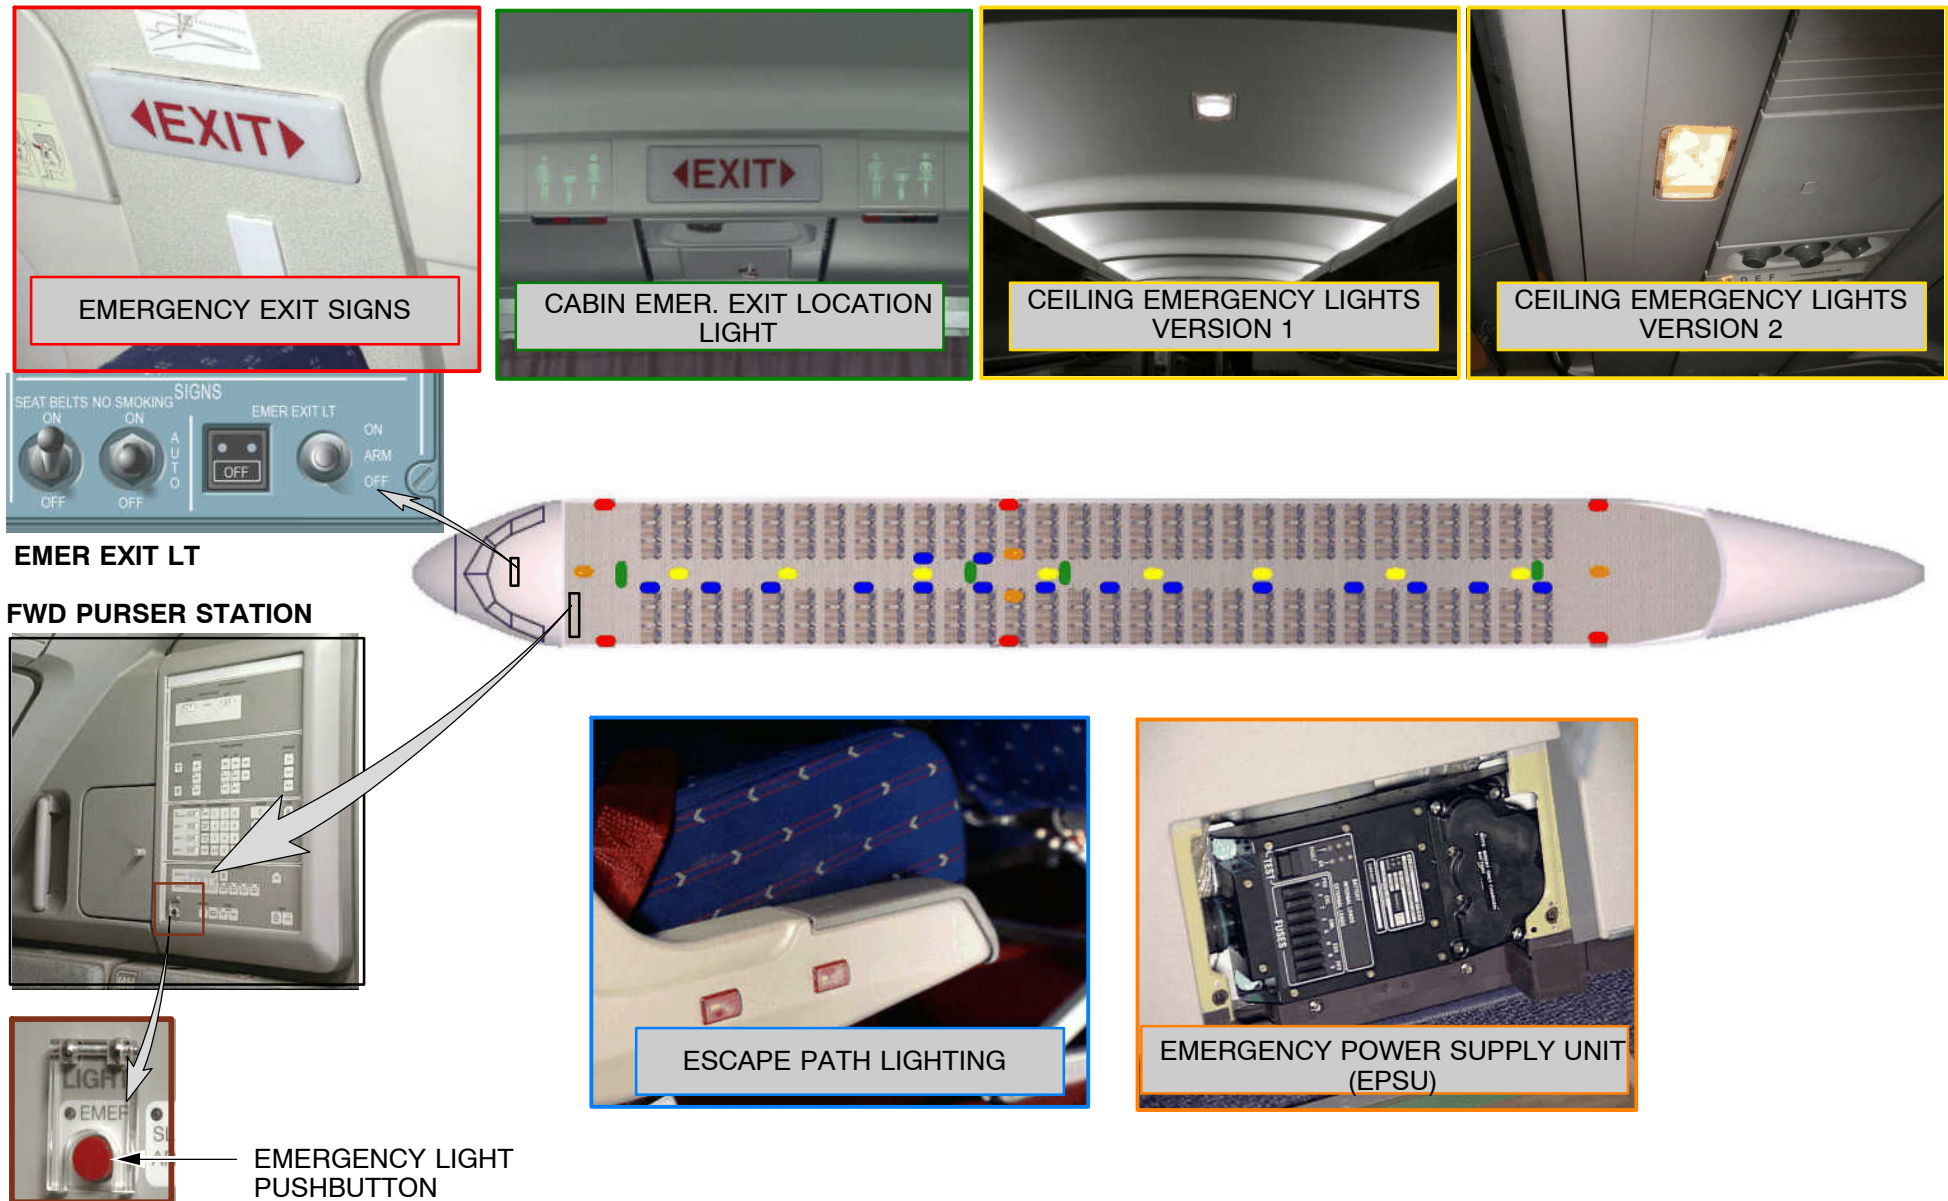 EXIT
EMERGENCY EXIT SIGNS
EXIT
CABIN EMER. EXIT LOCATION
LIGHT
CEILING EMERGENCY LIGHTS
VERSION 1
D E F
CEILING EMERGENCY LIGHTS
VERSION 2
SIGNS
SEAT BELTS NO SMOKING
ON
ON
AUTO
OFF
OFF
EMER EXIT LT
OFF
ON
ARM
OFF
EMER EXIT LT
FWD PURSER STATION
LIGHT
EMER
EMERGENCY LIGHT
PUSHBUTTON
ESCAPE PATH LIGHTING
TEST
FUSES
EMERGENCY POWER SUPPLY UNIT
(EPSU)